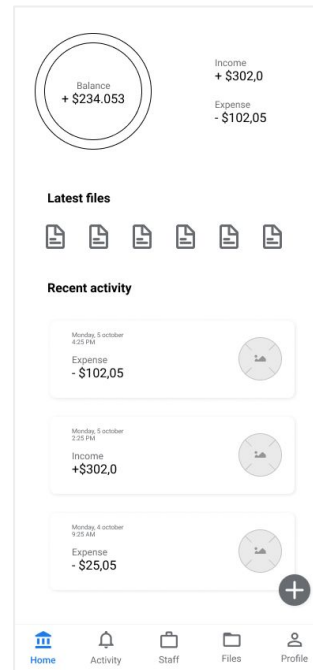 Balance
+ $234.053
Income
+ $302,0
Expense
- $102,05
Latest files
Recent activity
Monday, 5 october
4:25 PM
Expense
- $102,05
Monday, 5 october
2:25 PM
Income
+$302,0
Monday, 4 october
9:25 AM
Expense
- $25,05
Home
Activity
Staff
Files
Profile